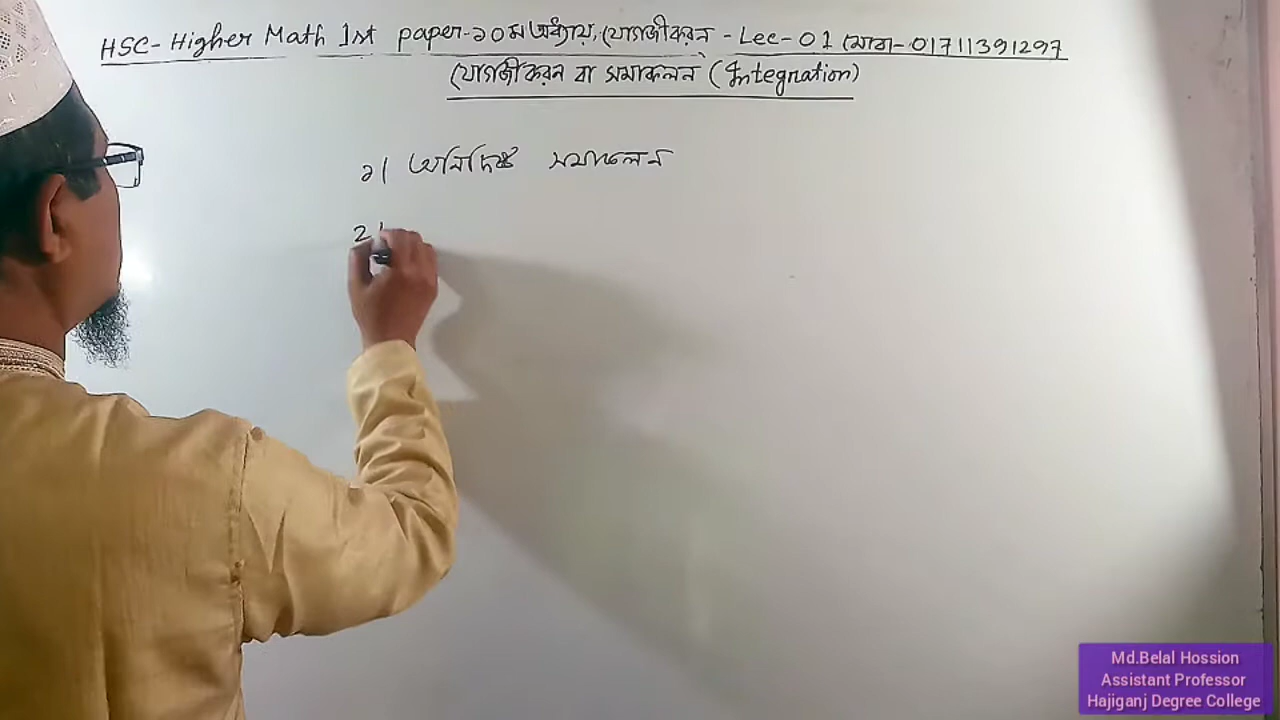 HSC- Higher Math 1st paper-১০ম অধ্যায়, যোগজীকরন - Lec-01 মোবা-01711391297
যোগজীকরন বা সমাকলন (Integration)
১। অনির্দিষ্ট সমাকলন
2।
Md.Belal Hossion
Assistant Professor
Hajiganj Degree College